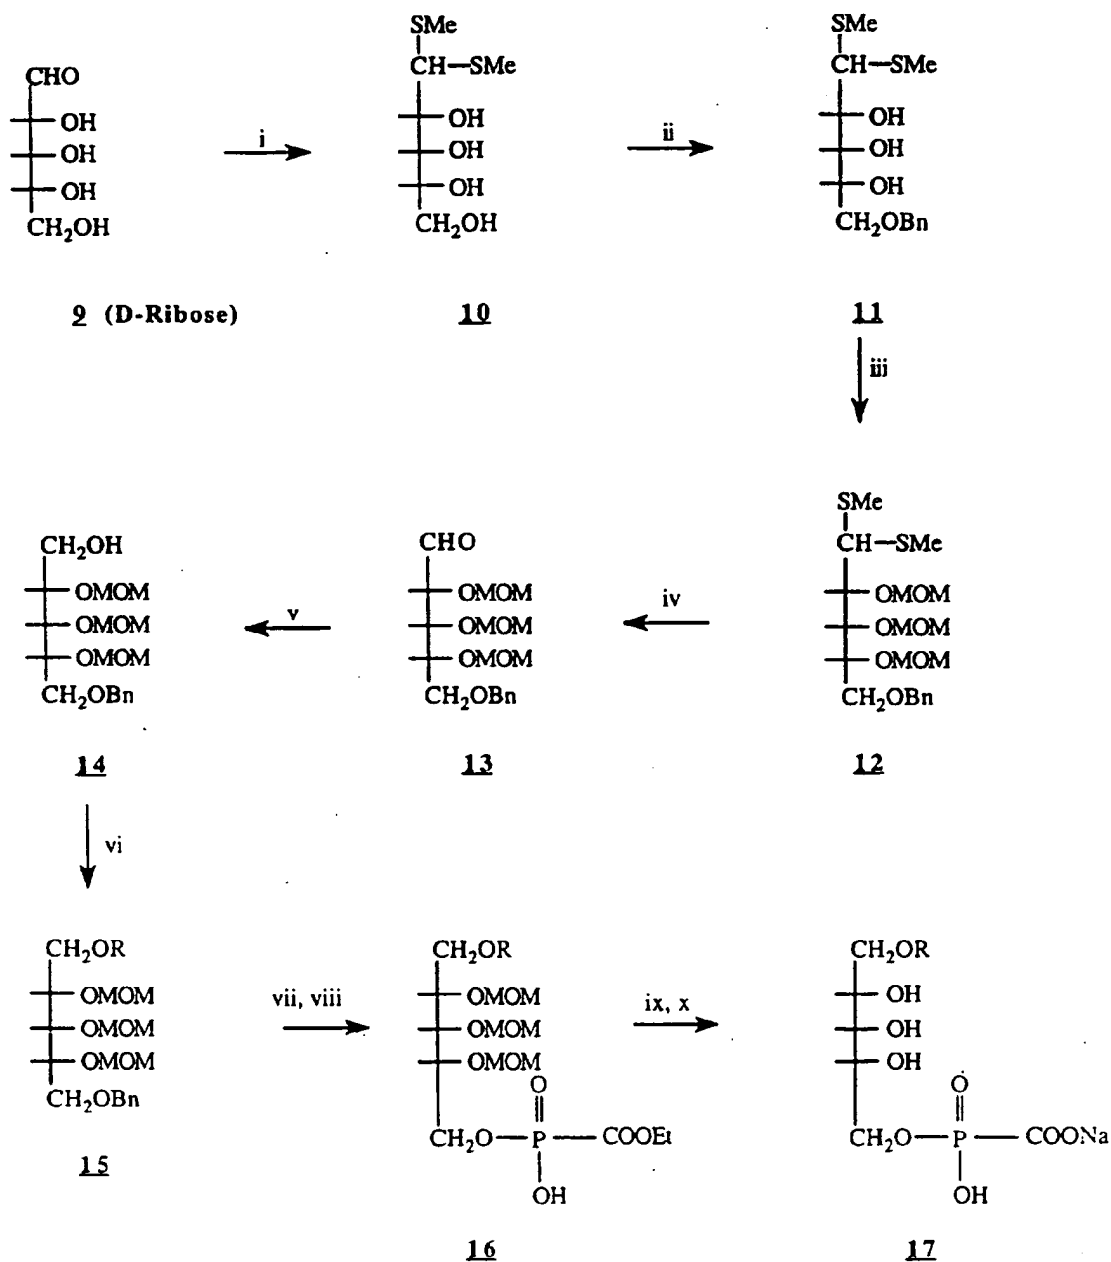 CHO
OH
OH
OH
CH2OH
9 (D-Ribose)
i
SMe
CH—SMe
OH
OH
OH
CH2OH
10
ii
SMe
CH—SMe
OH
OH
OH
CH2OBn
11
iii
SMe
CH—SMe
OMOM
OMOM
OMOM
CH2OBn
12
iv
CHO
OMOM
OMOM
OMOM
CH2OBn
13
v
CH2OH
OMOM
OMOM
OMOM
CH2OBn
14
vi
CH2OR
OMOM
OMOM
OMOM
CH2OBn
15
vii, viii
CH2OR
OMOM
OMOM
OMOM
O
CH2O—P—COOEt
OH
16
ix, x
CH2OR
OH
OH
OH
O
CH2O—P—COONa
OH
17